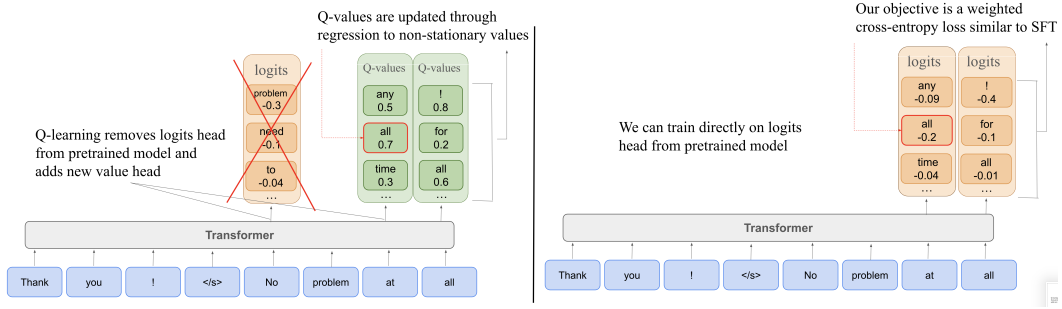 Q-values are updated through
regression to non-stationary values
logits
problem
-0.3
need
-0.1
to
-0.04
...
Q-values
any
0.5
all
0.7
time
0.3
...
Q-values
!
0.8
for
0.2
all
0.6
...
Q-learning removes logits head
from pretrained model and
adds new value head
Transformer
Thank you ! </s> No problem at all
Our objective is a weighted
cross-entropy loss similar to SFT
logits
any
-0.09
all
-0.2
time
-0.04
...
logits
!
-0.4
for
-0.1
all
-0.01
...
We can train directly on logits
head from pretrained model
Transformer
Thank you ! </s> No problem at all